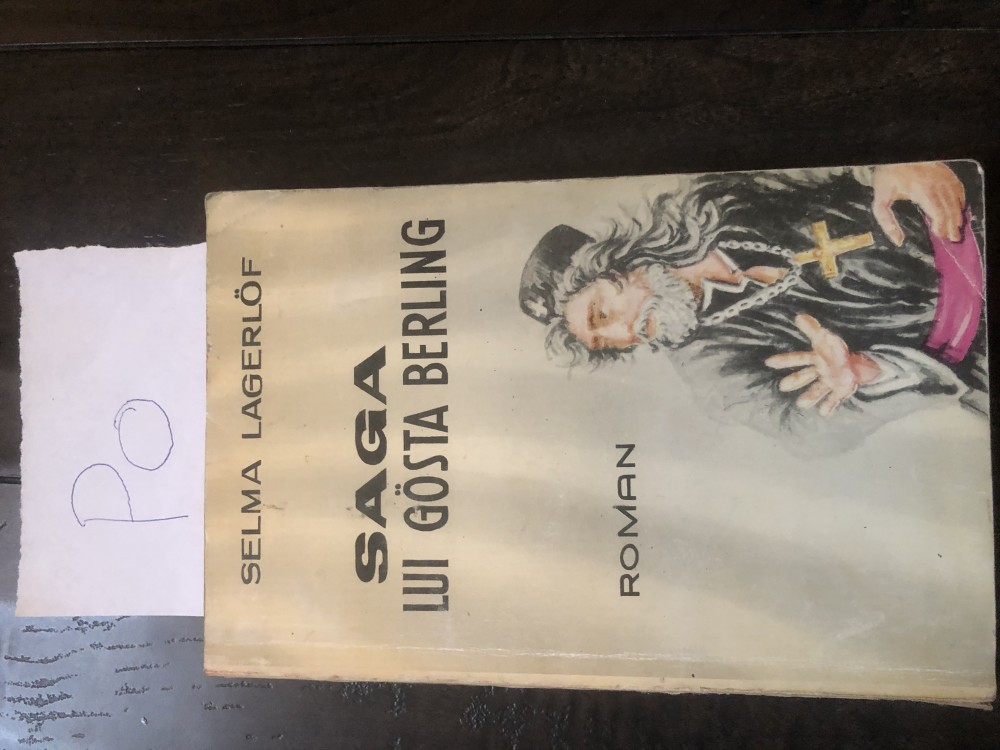 PO
SELMA LAGERLÖF
SAGA
LUI GÖSTA BERLING
ROMAN